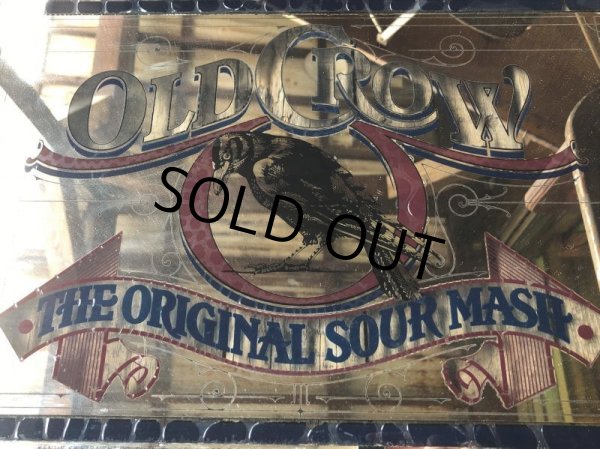 OLD CROW
SOLD OUT
THE ORIGINAL SOUR MASH